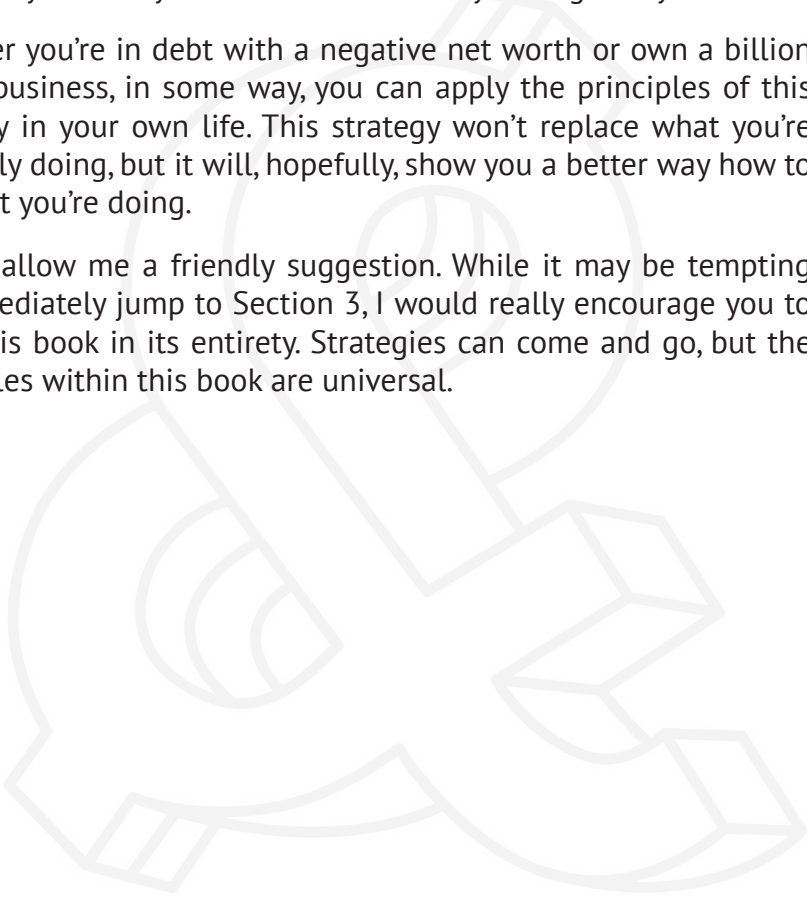 er you're in debt with a negative net worth or own a billion
business, in some way, you can apply the principles of this
y in your own life. This strategy won't replace what you're
ly doing, but it will, hopefully, show you a better way how to
t you're doing.
allow me a friendly suggestion. While it may be tempting
ediately jump to Section 3, I would really encourage you to
is book in its entirety. Strategies can come and go, but the
les within this book are universal.